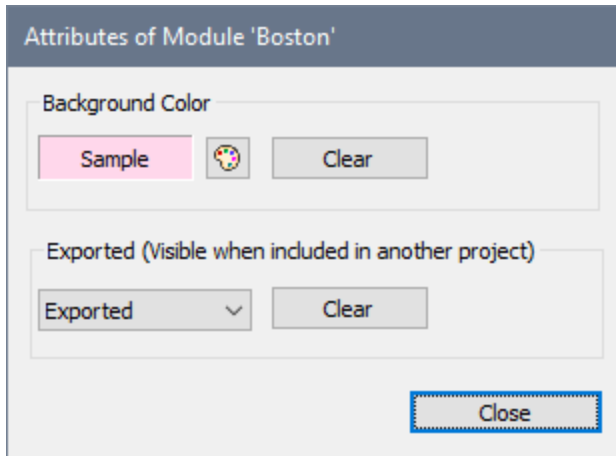 Attributes of Module 'Boston'
Background Color
Sample Clear
Exported (Visible when included in another project)
Exported Clear
Close